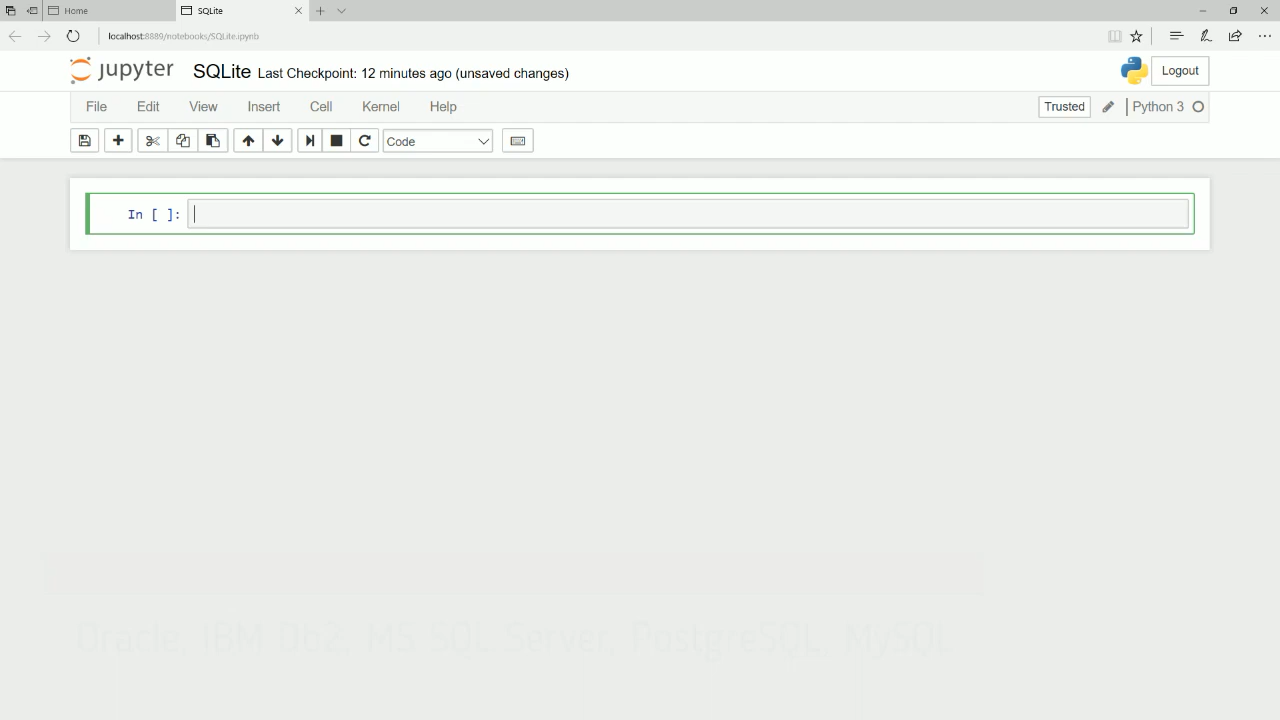 Home
SQLite
localhost:8889/notebooks/SQLite.ipynb
jupyter SQLite Last Checkpoint: 12 minutes ago (unsaved changes)
Logout
File Edit View Insert Cell Kernel Help
Trusted
Python 3
Code
In [ ]:
Oracle, IBM Db2, MS SQL Server, PostgreSQL, MySQL